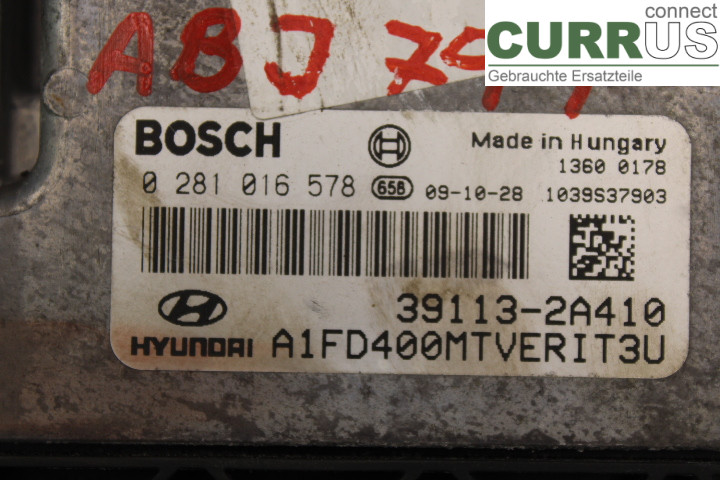 connect
CURRUS
Gebrauchte Ersatzteile
ABJ
BOSCH
Made in Hungary
1360 0178
0 281 016 578 658 09-10-28 1039S37903
39113-2A410
HYUNDAI A1FD400MTVERIT3U